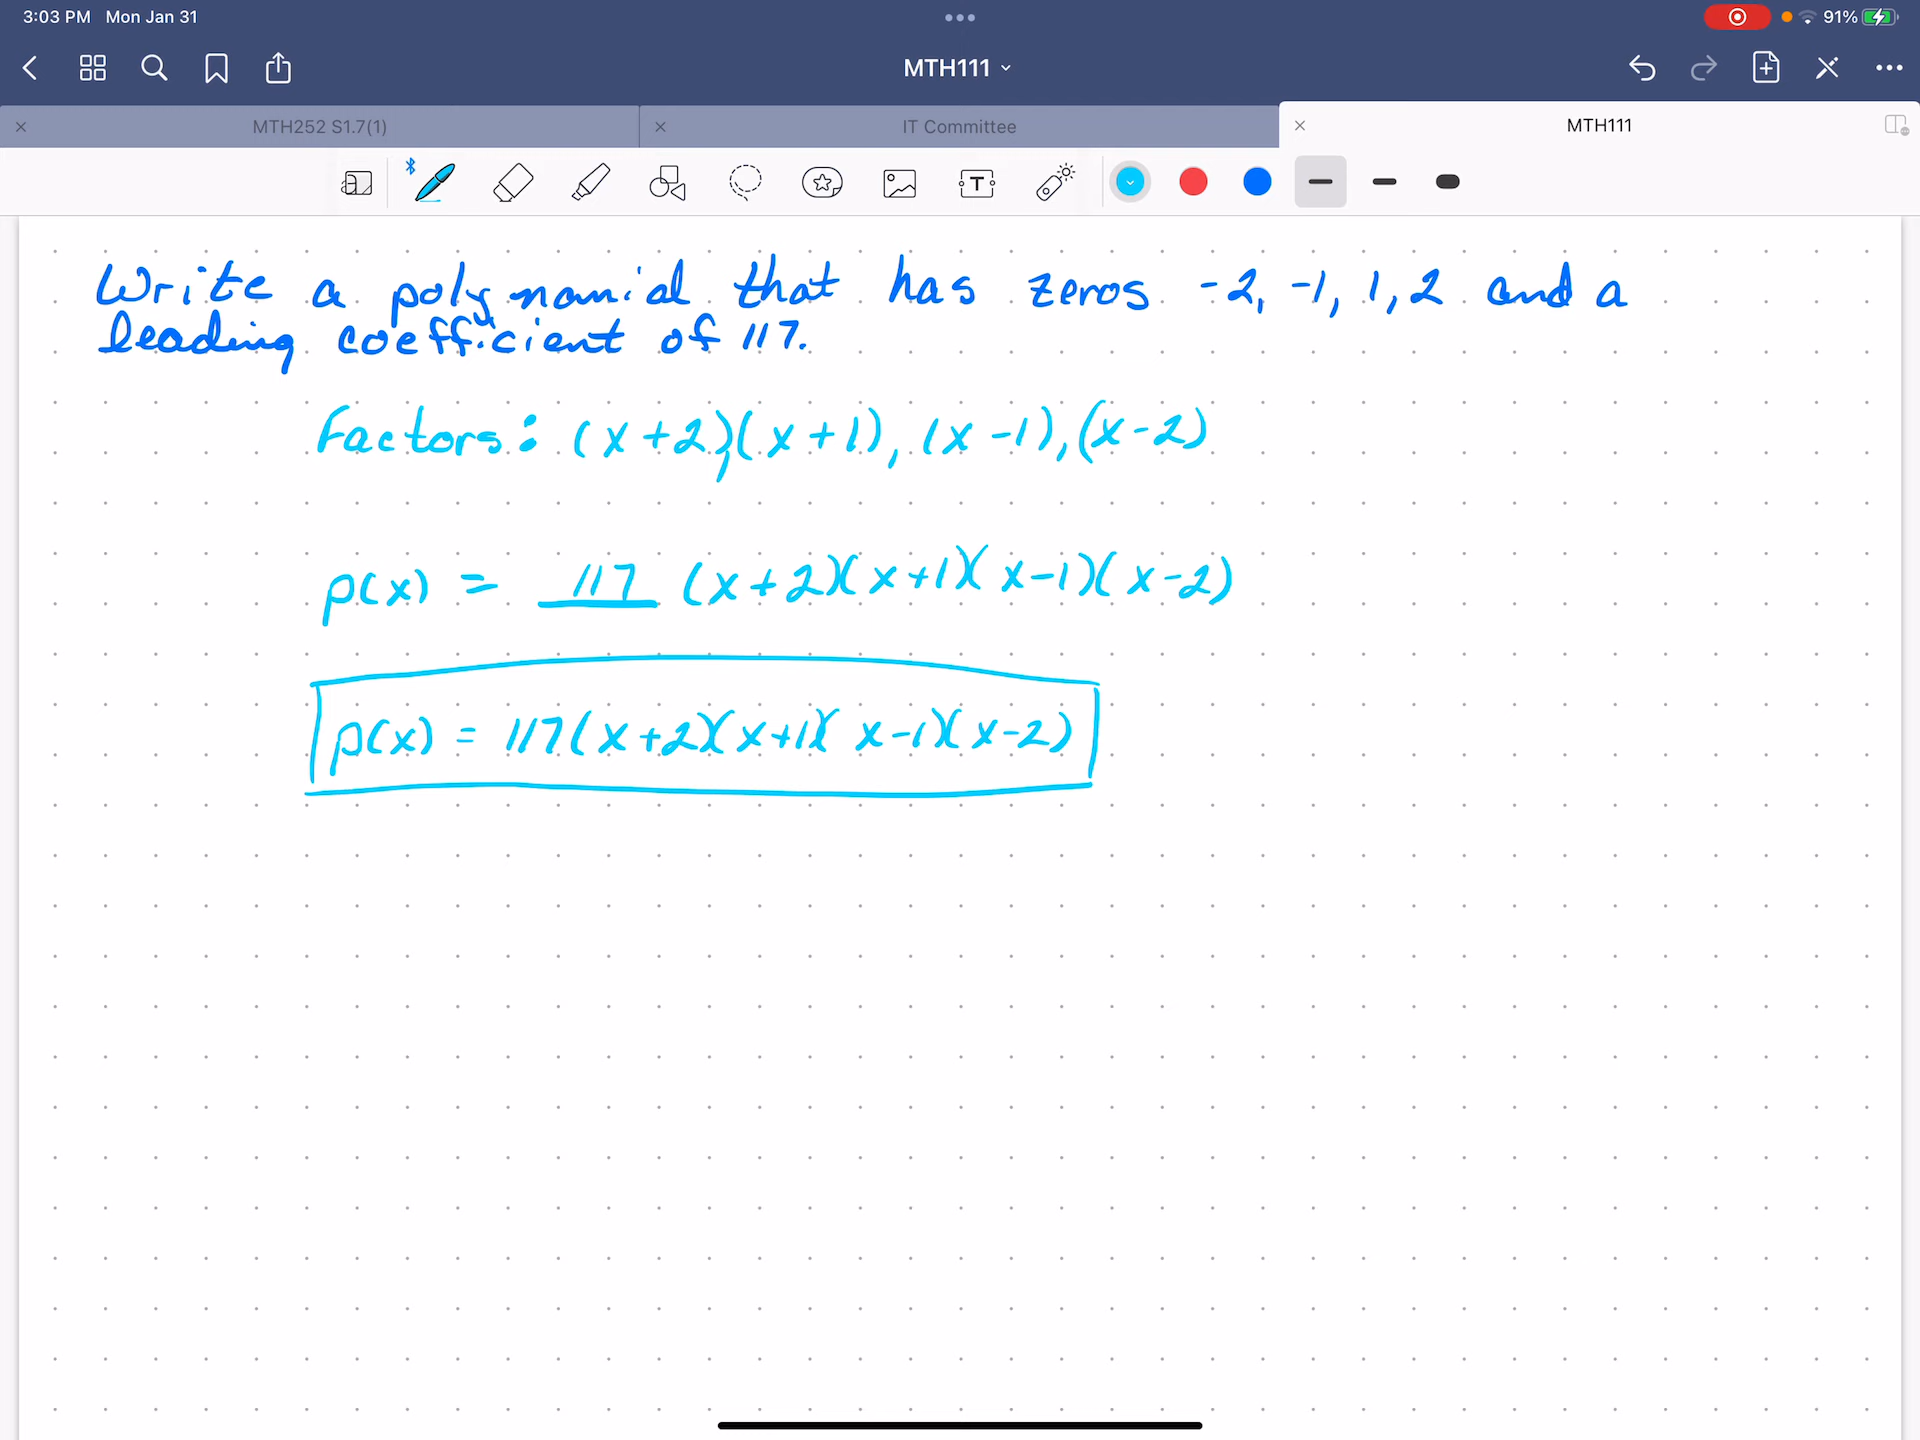 3:03 PM Mon Jan 31
91%
MTH111
MTH252 S1.7(1)
IT Committee
MTH111
Write a polynomial that has zeros -2, -1, 1, 2 and a
leading coefficient of 117.
Factors: (x+2),(x+1), (x-1),(x-2)
p(x) = 117 (x+2)(x+1)(x-1)(x-2)
p(x) = 117(x+2)(x+1)(x-1)(x-2)